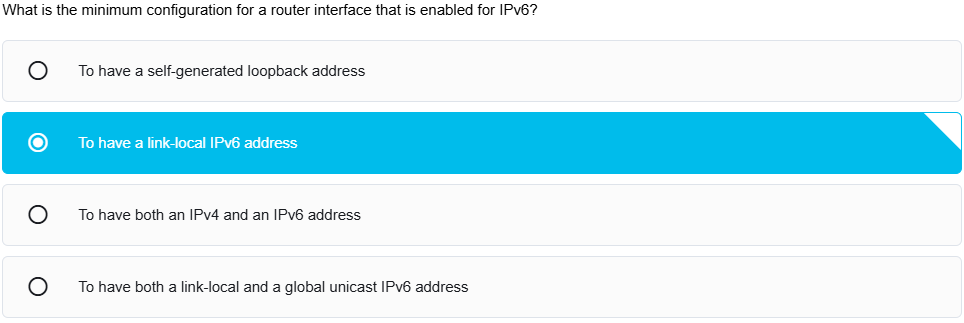 What is the minimum configuration for a router interface that is enabled for IPv6?
To have a self-generated loopback address
To have a link-local IPv6 address
To have both an IPv4 and an IPv6 address
To have both a link-local and a global unicast IPv6 address